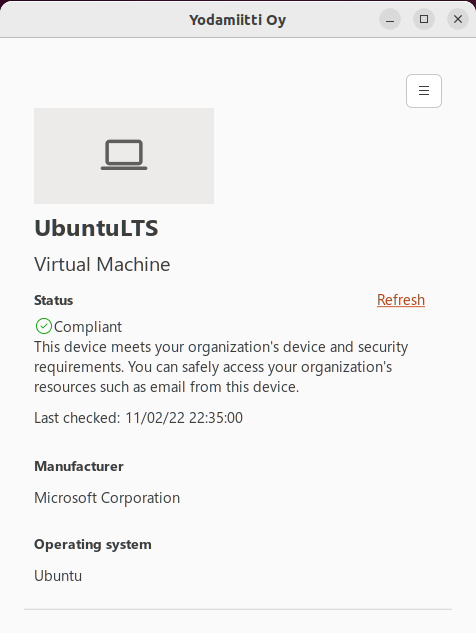 Yodamiitti Oy
UbuntuLTS
Virtual Machine
Status
Refresh
Compliant
This device meets your organization's device and security
requirements. You can safely access your organization's
resources such as email from this device.
Last checked: 11/02/22 22:35:00
Manufacturer
Microsoft Corporation
Operating system
Ubuntu